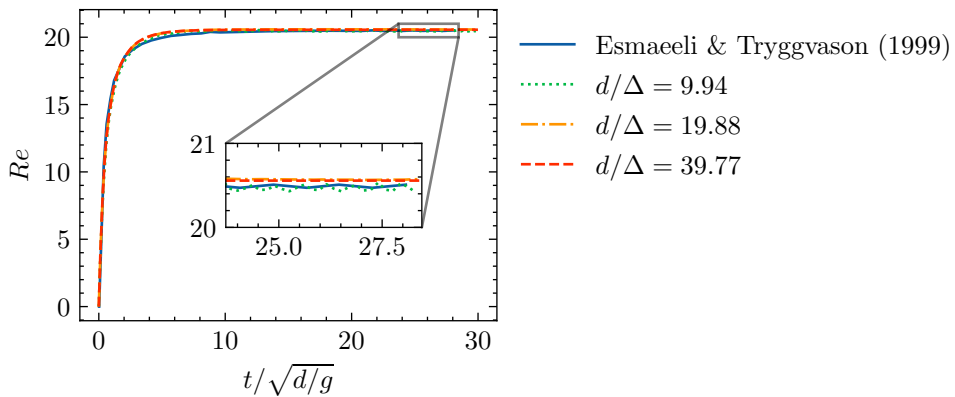 20
15
10
5
0
Re
0
10
20
30
t/√d/g
21
20
25.0
27.5
Esmaeeli & Tryggvason (1999)
d/Δ = 9.94
d/Δ = 19.88
d/Δ = 39.77